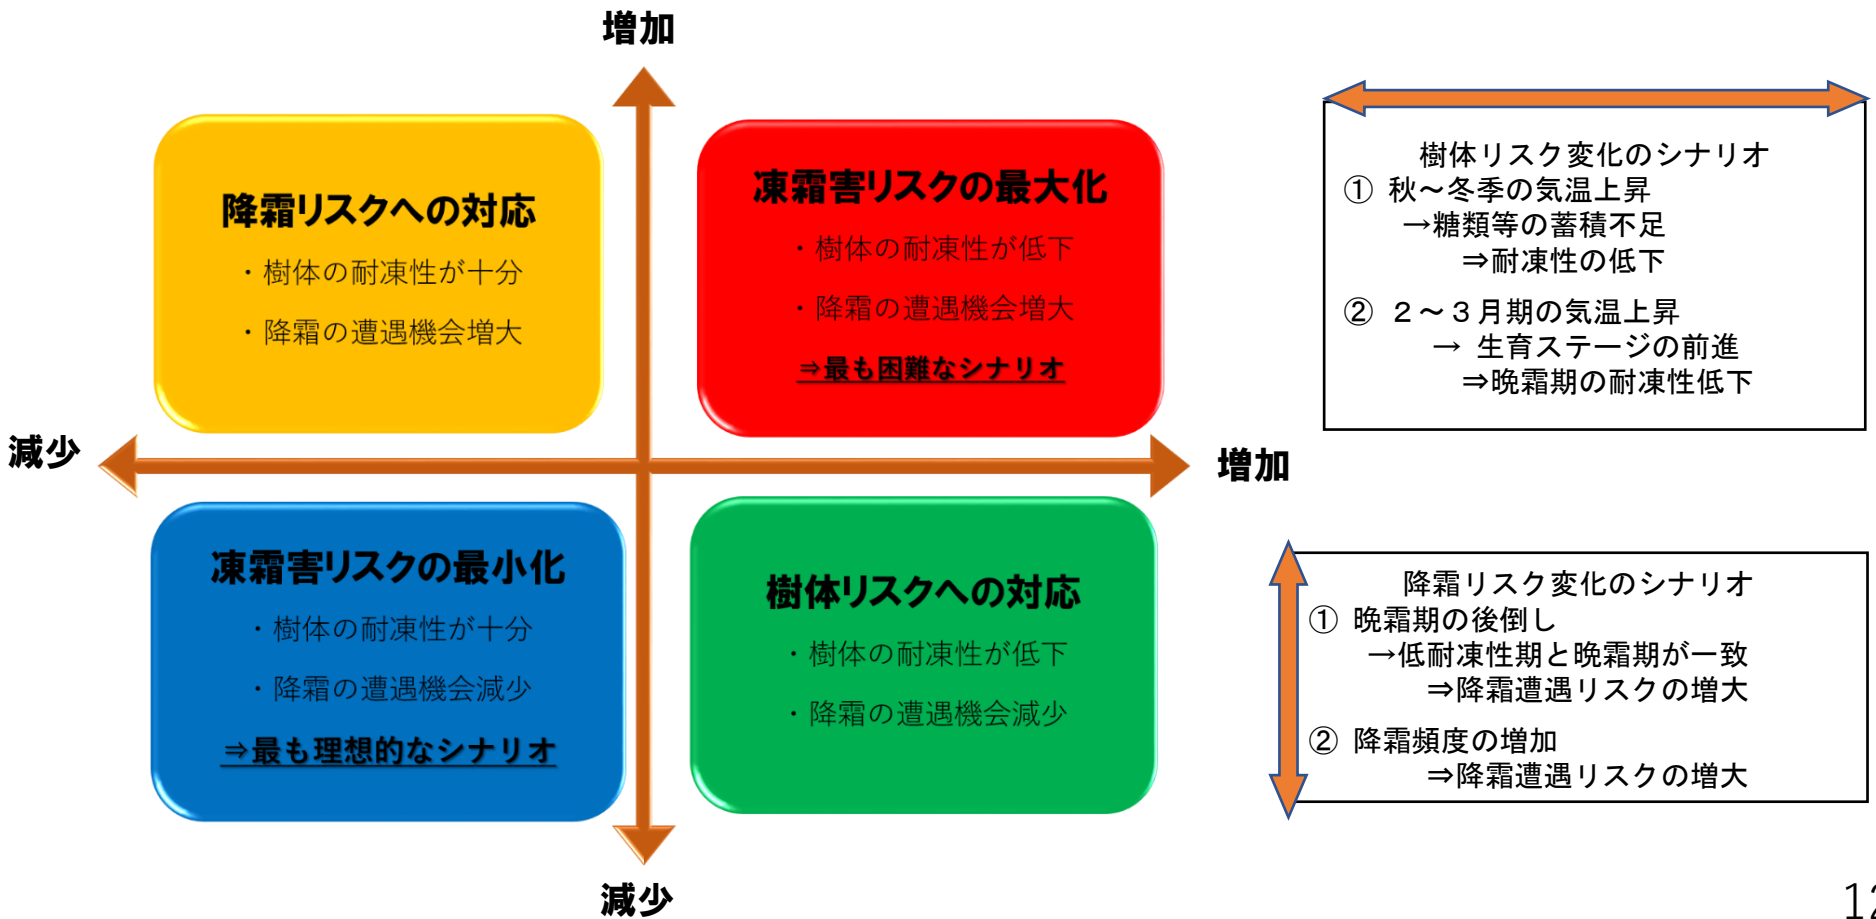 増加
降霜リスクへの対応
・樹体の耐凍性が十分
・降霜の遭遇機会増大
凍霜害リスクの最大化
・樹体の耐凍性が低下
・降霜の遭遇機会増大
⇒最も困難なシナリオ
減少
増加
凍霜害リスクの最小化
・樹体の耐凍性が十分
・降霜の遭遇機会減少
⇒最も理想的なシナリオ
樹体リスクへの対応
・樹体の耐凍性が低下
・降霜の遭遇機会減少
減少
樹体リスク変化のシナリオ
① 秋～冬季の気温上昇
→糖類等の蓄積不足
⇒耐凍性の低下
② ２～３月期の気温上昇
→ 生育ステージの前進
⇒晩霜期の耐凍性低下
降霜リスク変化のシナリオ
① 晩霜期の後倒し
→低耐凍性期と晩霜期が一致
⇒降霜遭遇リスクの増大
② 降霜頻度の増加
⇒降霜遭遇リスクの増大